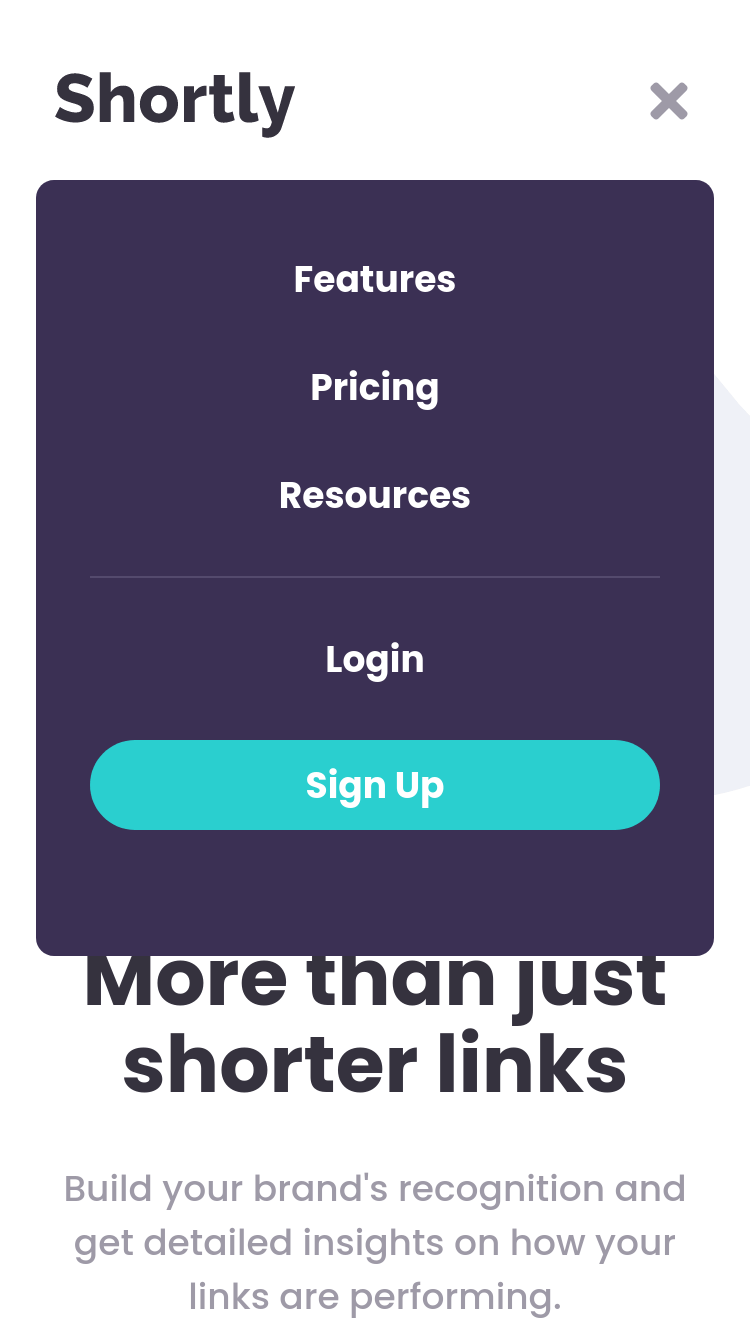 Shortly
Features
Pricing
Resources
Login
Sign Up
More than just
shorter links
Build your brand's recognition and
get detailed insights on how your
links are performing.